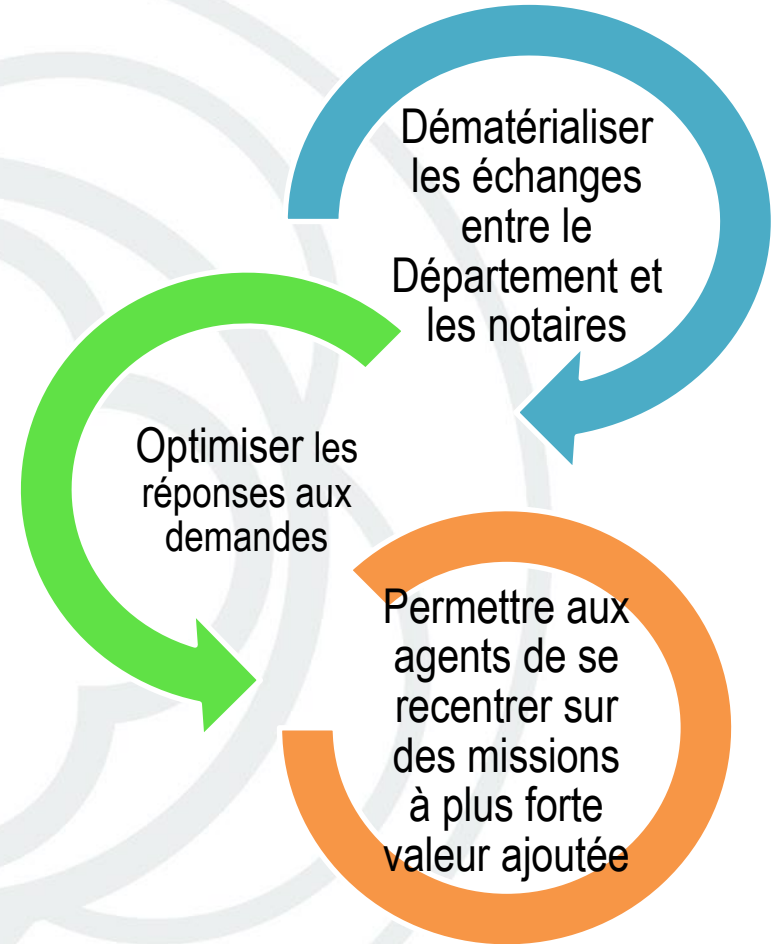 Dématérialiser
les échanges
entre le
Département et
les notaires
Optimiser les
réponses aux
demandes
Permettre aux
agents de se
recentrer sur
des missions
à plus forte
valeur ajoutée